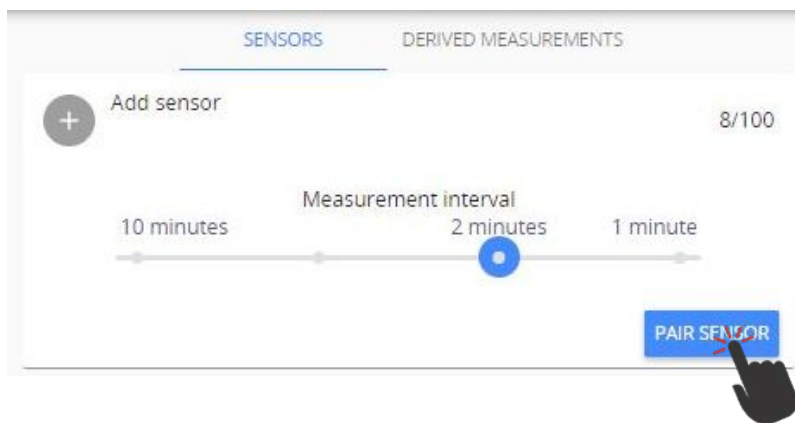 SENSORS DERIVED MEASUREMENTS
Add sensor
8/100
Measurement interval
10 minutes 2 minutes 1 minute
PAIR SENSOR